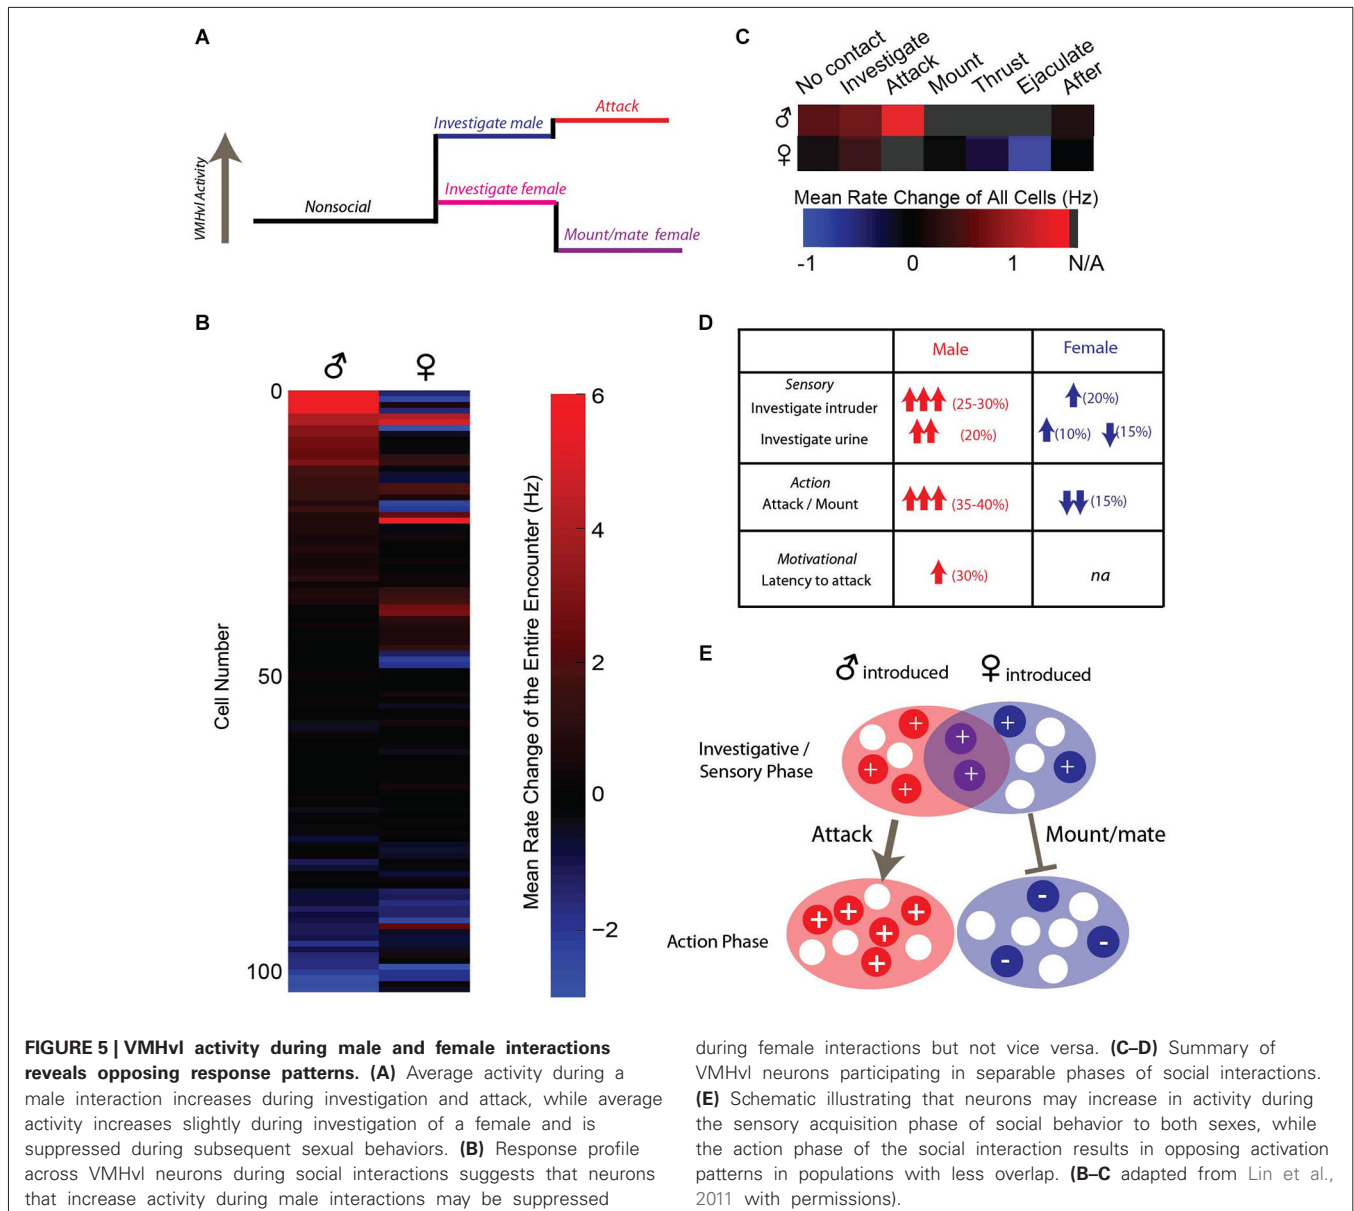 A
VMHvl Activity
Nonsocial
Investigate male
Attack
Investigate female
Mount/mate female
C
No contact
Investigate
Attack
Mount
Thrust
Ejaculate
After
♂
♀
Mean Rate Change of All Cells (Hz)
-1 0 1 N/A
B
♂ ♀
0
50
100
Cell Number
6
4
2
0
−2
Mean Rate Change of the Entire Encounter (Hz)
D
Male Female
Sensory
Investigate intruder (25-30%) (20%)
Investigate urine (20%) (10%) (15%)
Action
Attack / Mount (35-40%) (15%)
Motivational
Latency to attack (30%) na
E
♂ introduced ♀ introduced
Investigative /
Sensory Phase
+ + + + + + +
Attack Mount/mate
Action Phase
+ + + + + - - -
FIGURE 5 | VMHvl activity during male and female interactions
reveals opposing response patterns. (A) Average activity during a
male interaction increases during investigation and attack, while average
activity increases slightly during investigation of a female and is
suppressed during subsequent sexual behaviors. (B) Response profile
across VMHvl neurons during social interactions suggests that neurons
that increase activity during male interactions may be suppressed
during female interactions but not vice versa. (C–D) Summary of
VMHvl neurons participating in separable phases of social interactions.
(E) Schematic illustrating that neurons may increase in activity during
the sensory acquisition phase of social behavior to both sexes, while
the action phase of the social interaction results in opposing activation
patterns in populations with less overlap. (B–C adapted from Lin et al.,
2011 with permissions).